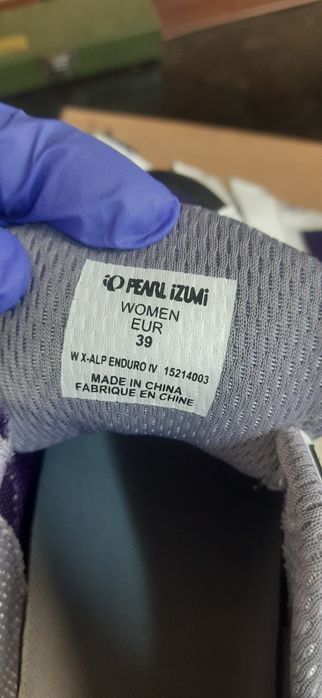 PEARL iZUMi
WOMEN
EUR
39
W X-ALP ENDURO IV 15214003
MADE IN CHINA
FABRIQUE EN CHINE